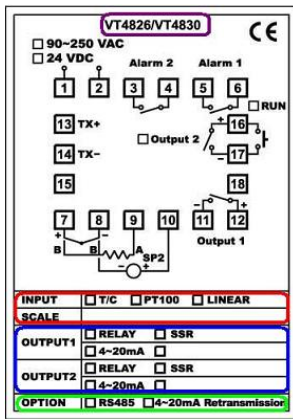 VT4826/VT4830
90~250 VAC
24 VDC
CE
Alarm 2 Alarm 1
1 2 3 4 5 6
RUN
13 TX+ 16
Output 2
14 TX- 17
15 18
7 8 9 10 11 12
B B A
SP2
Output 1
INPUT T/C PT100 LINEAR
SCALE
OUTPUT1 RELAY SSR
4~20mA
OUTPUT2 RELAY SSR
4~20mA
OPTION RS485 4~20mA Retransmission